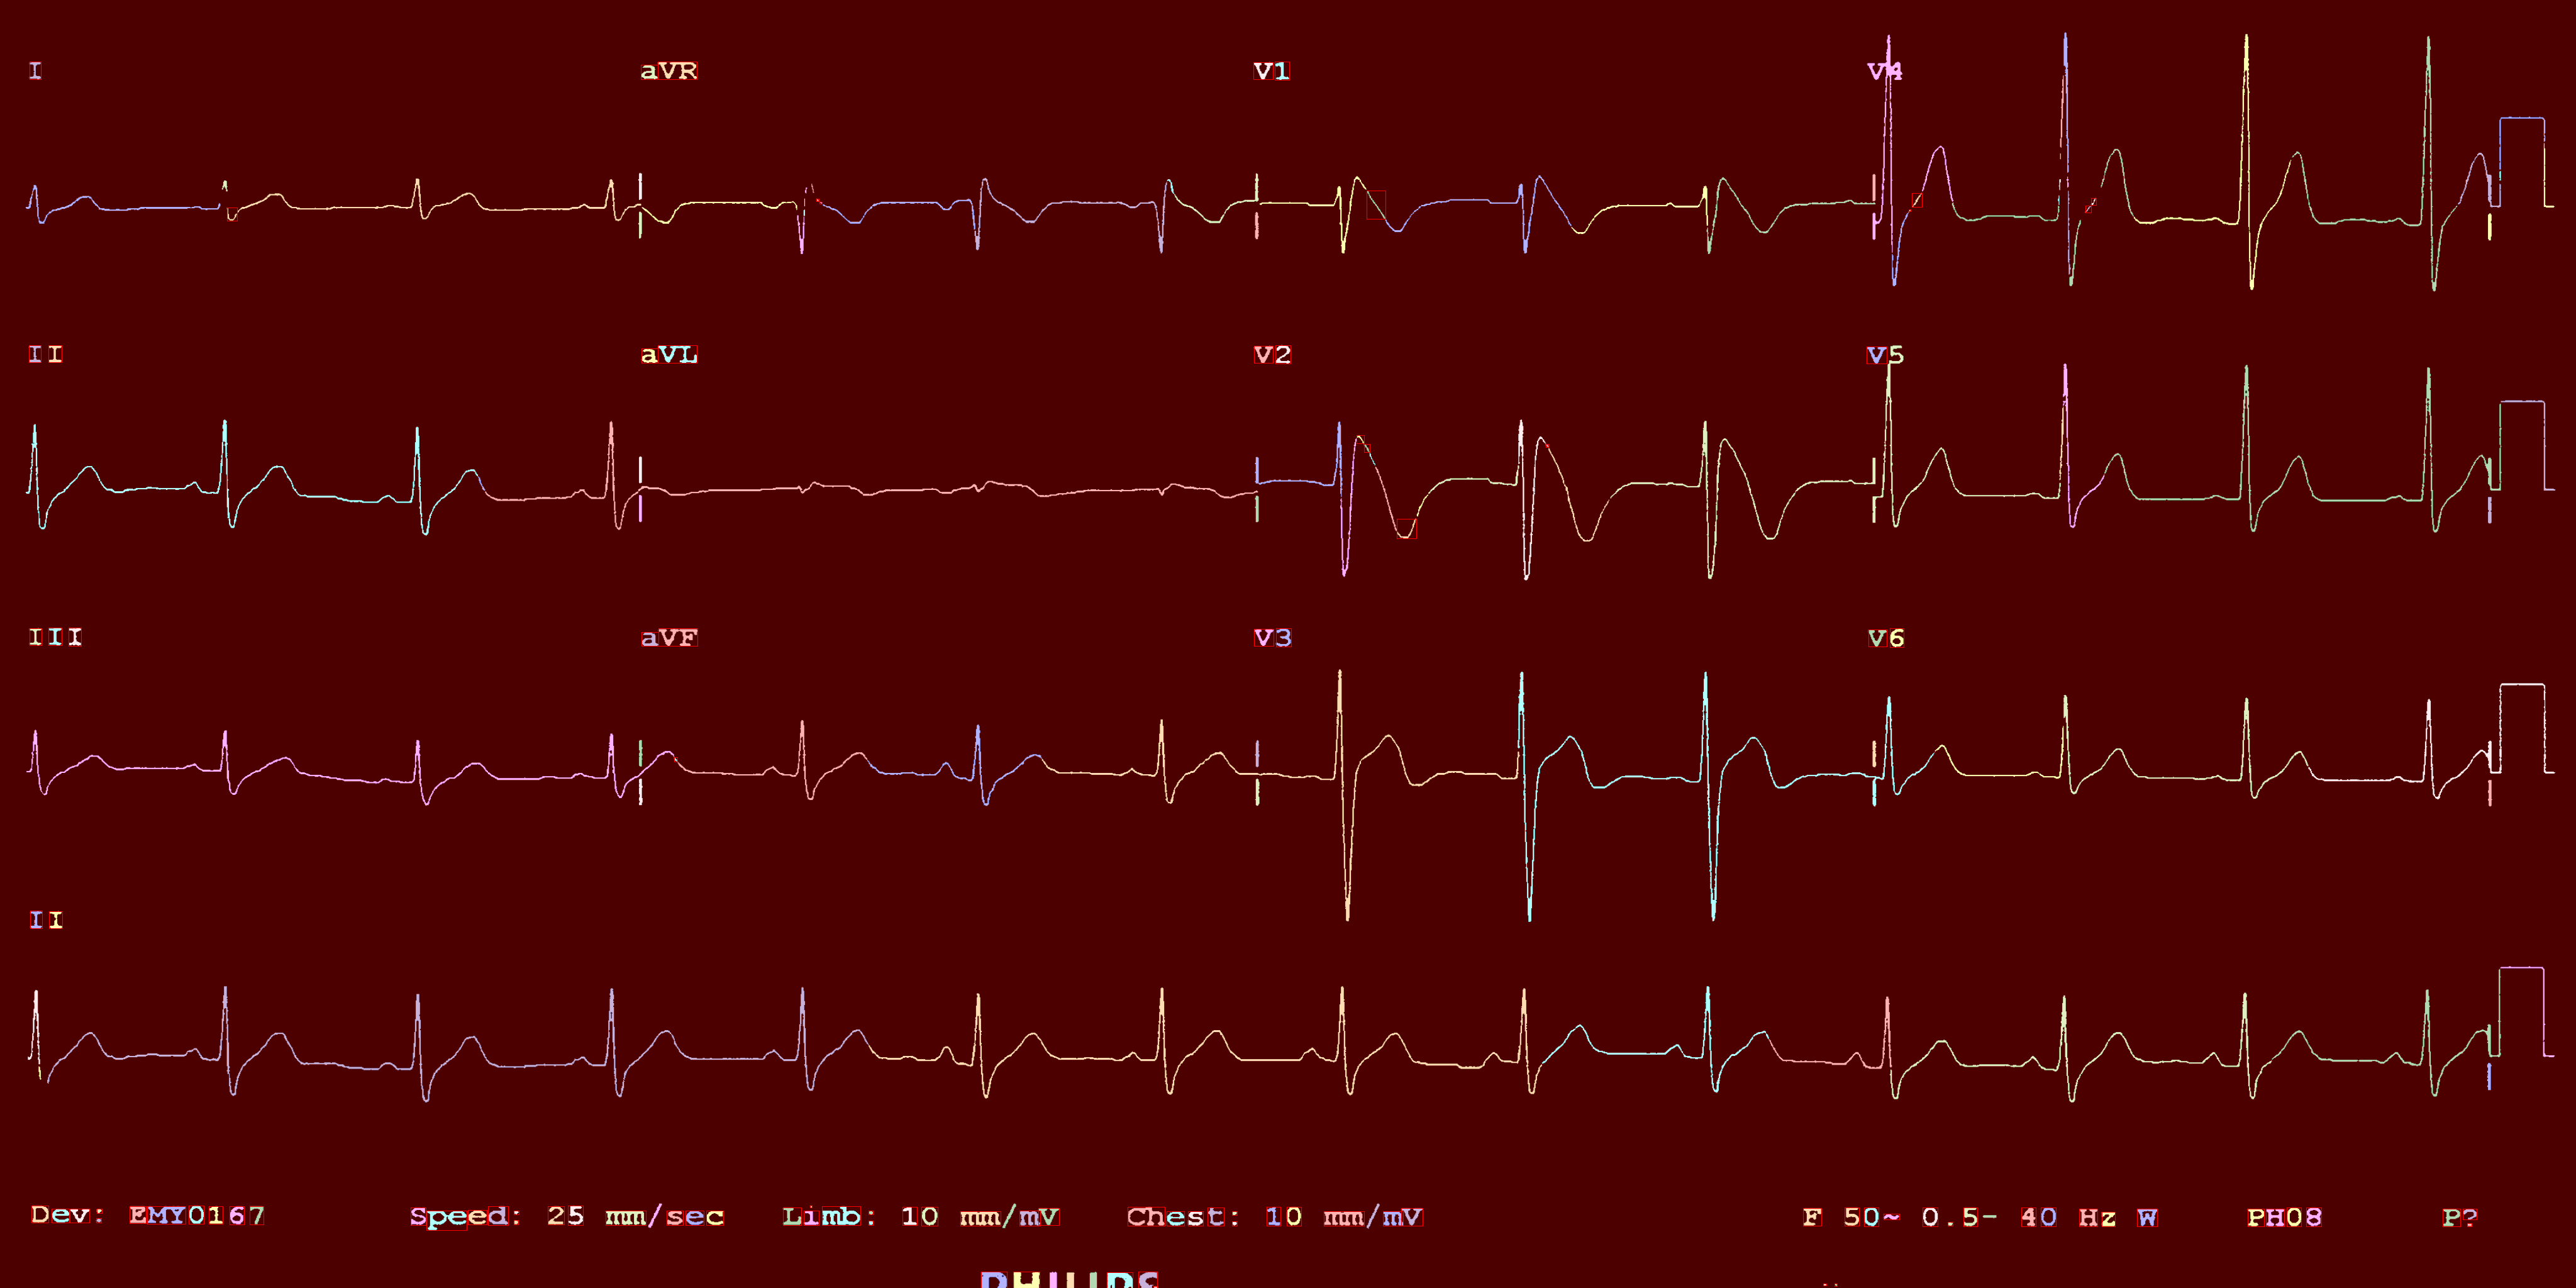 I aVR V1 V4
II aVL V2 V5
III aVF V3 V6
II
Dev: EMY0167 Speed: 25 mm/sec Limb: 10 mm/mV Chest: 10 mm/mV F 50~ 0.5- 40 Hz W PH08 P?
PHILIPS